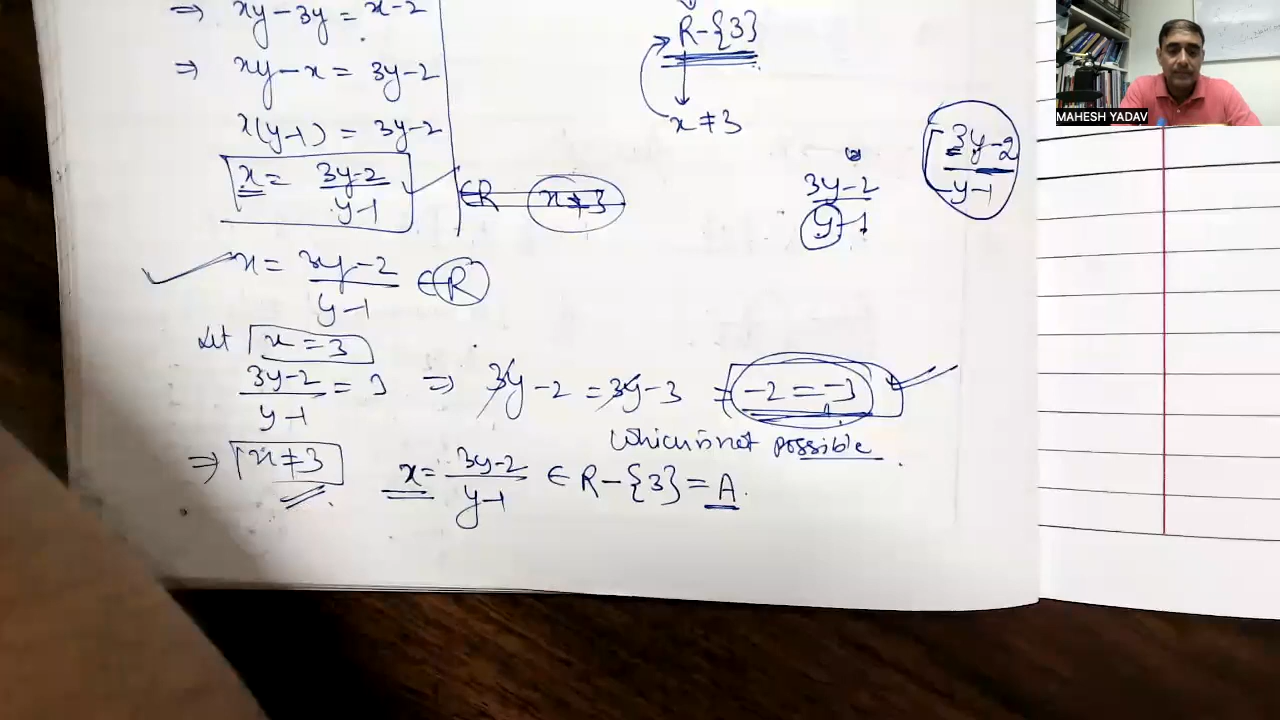 ⇒ xy-3y = x-2
⇒ xy-x = 3y-2
x(y-1) = 3y-2
x = 3y-2 / y-1
∈R x≠3
x = 3y-2 / y-1 ∈ R
Let x=3
3y-2 / y-1 = 3 ⇒ 3y-2 = 3y-3 ⇒ -2 = -3
Which is not possible.
⇒ x≠3
x = 3y-2 / y-1 ∈ R-{3} = A.
R-{3}
x≠3
3y-2 / y-1
3y-2 / y-1
MAHESH YADAV